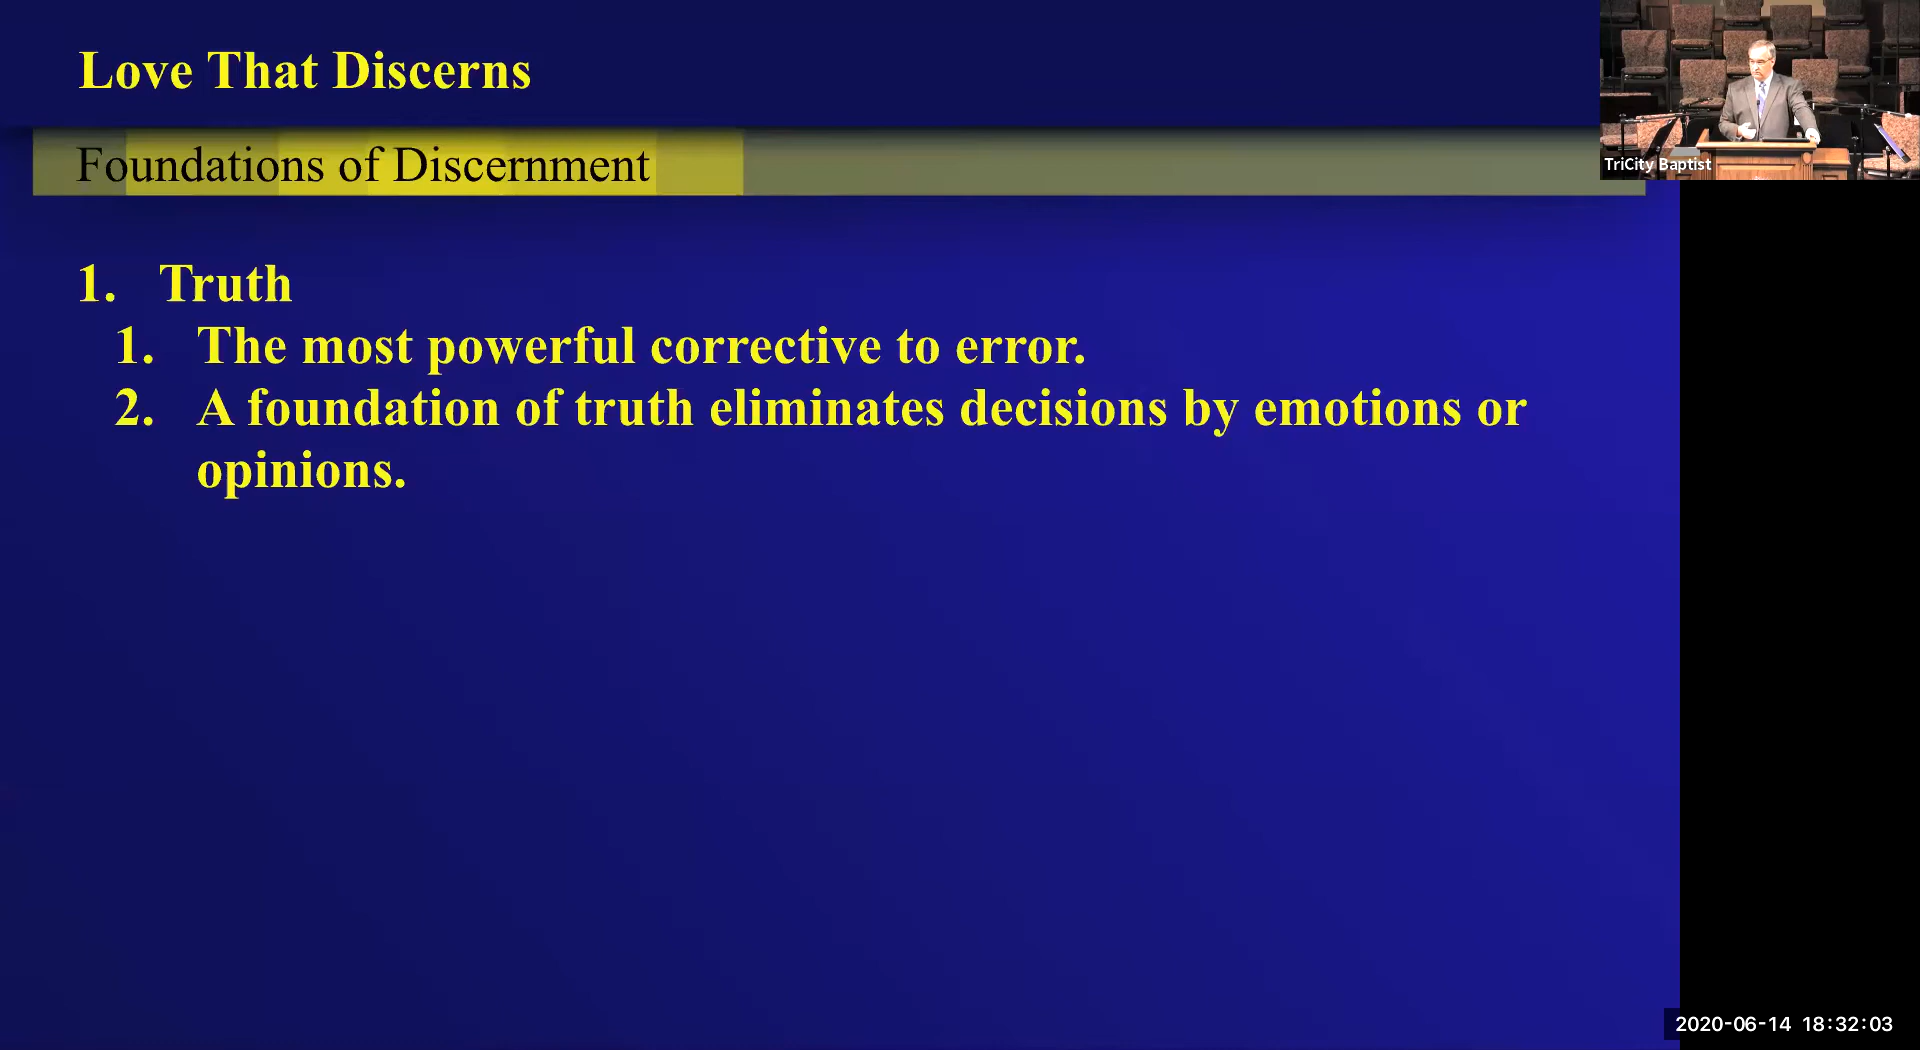 Love That Discerns
Foundations of Discernment
1. Truth
1. The most powerful corrective to error.
2. A foundation of truth eliminates decisions by emotions or
opinions.
TriCity Baptist
2020-06-14 18:32:03